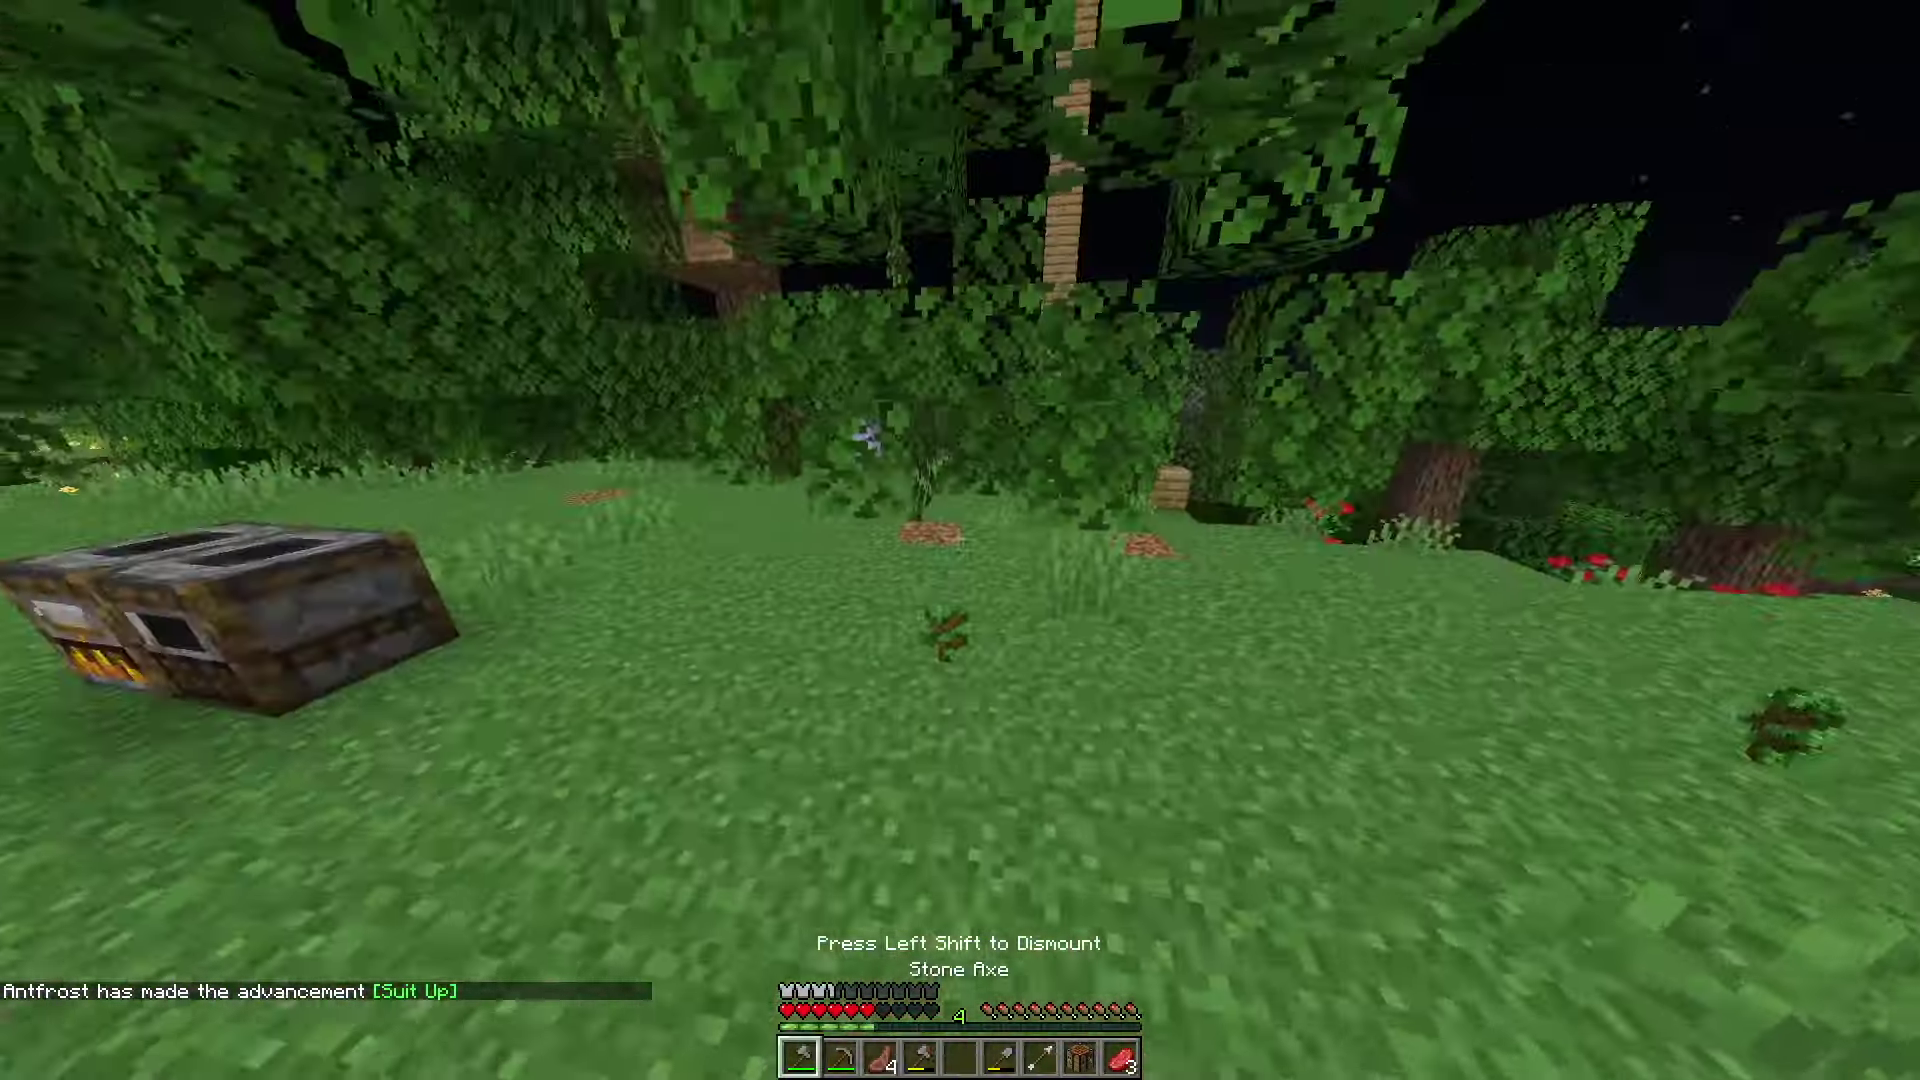 Press Left Shift to Dismount
Stone Axe
Antfrost has made the advancement [Suit Up]
4
4
3